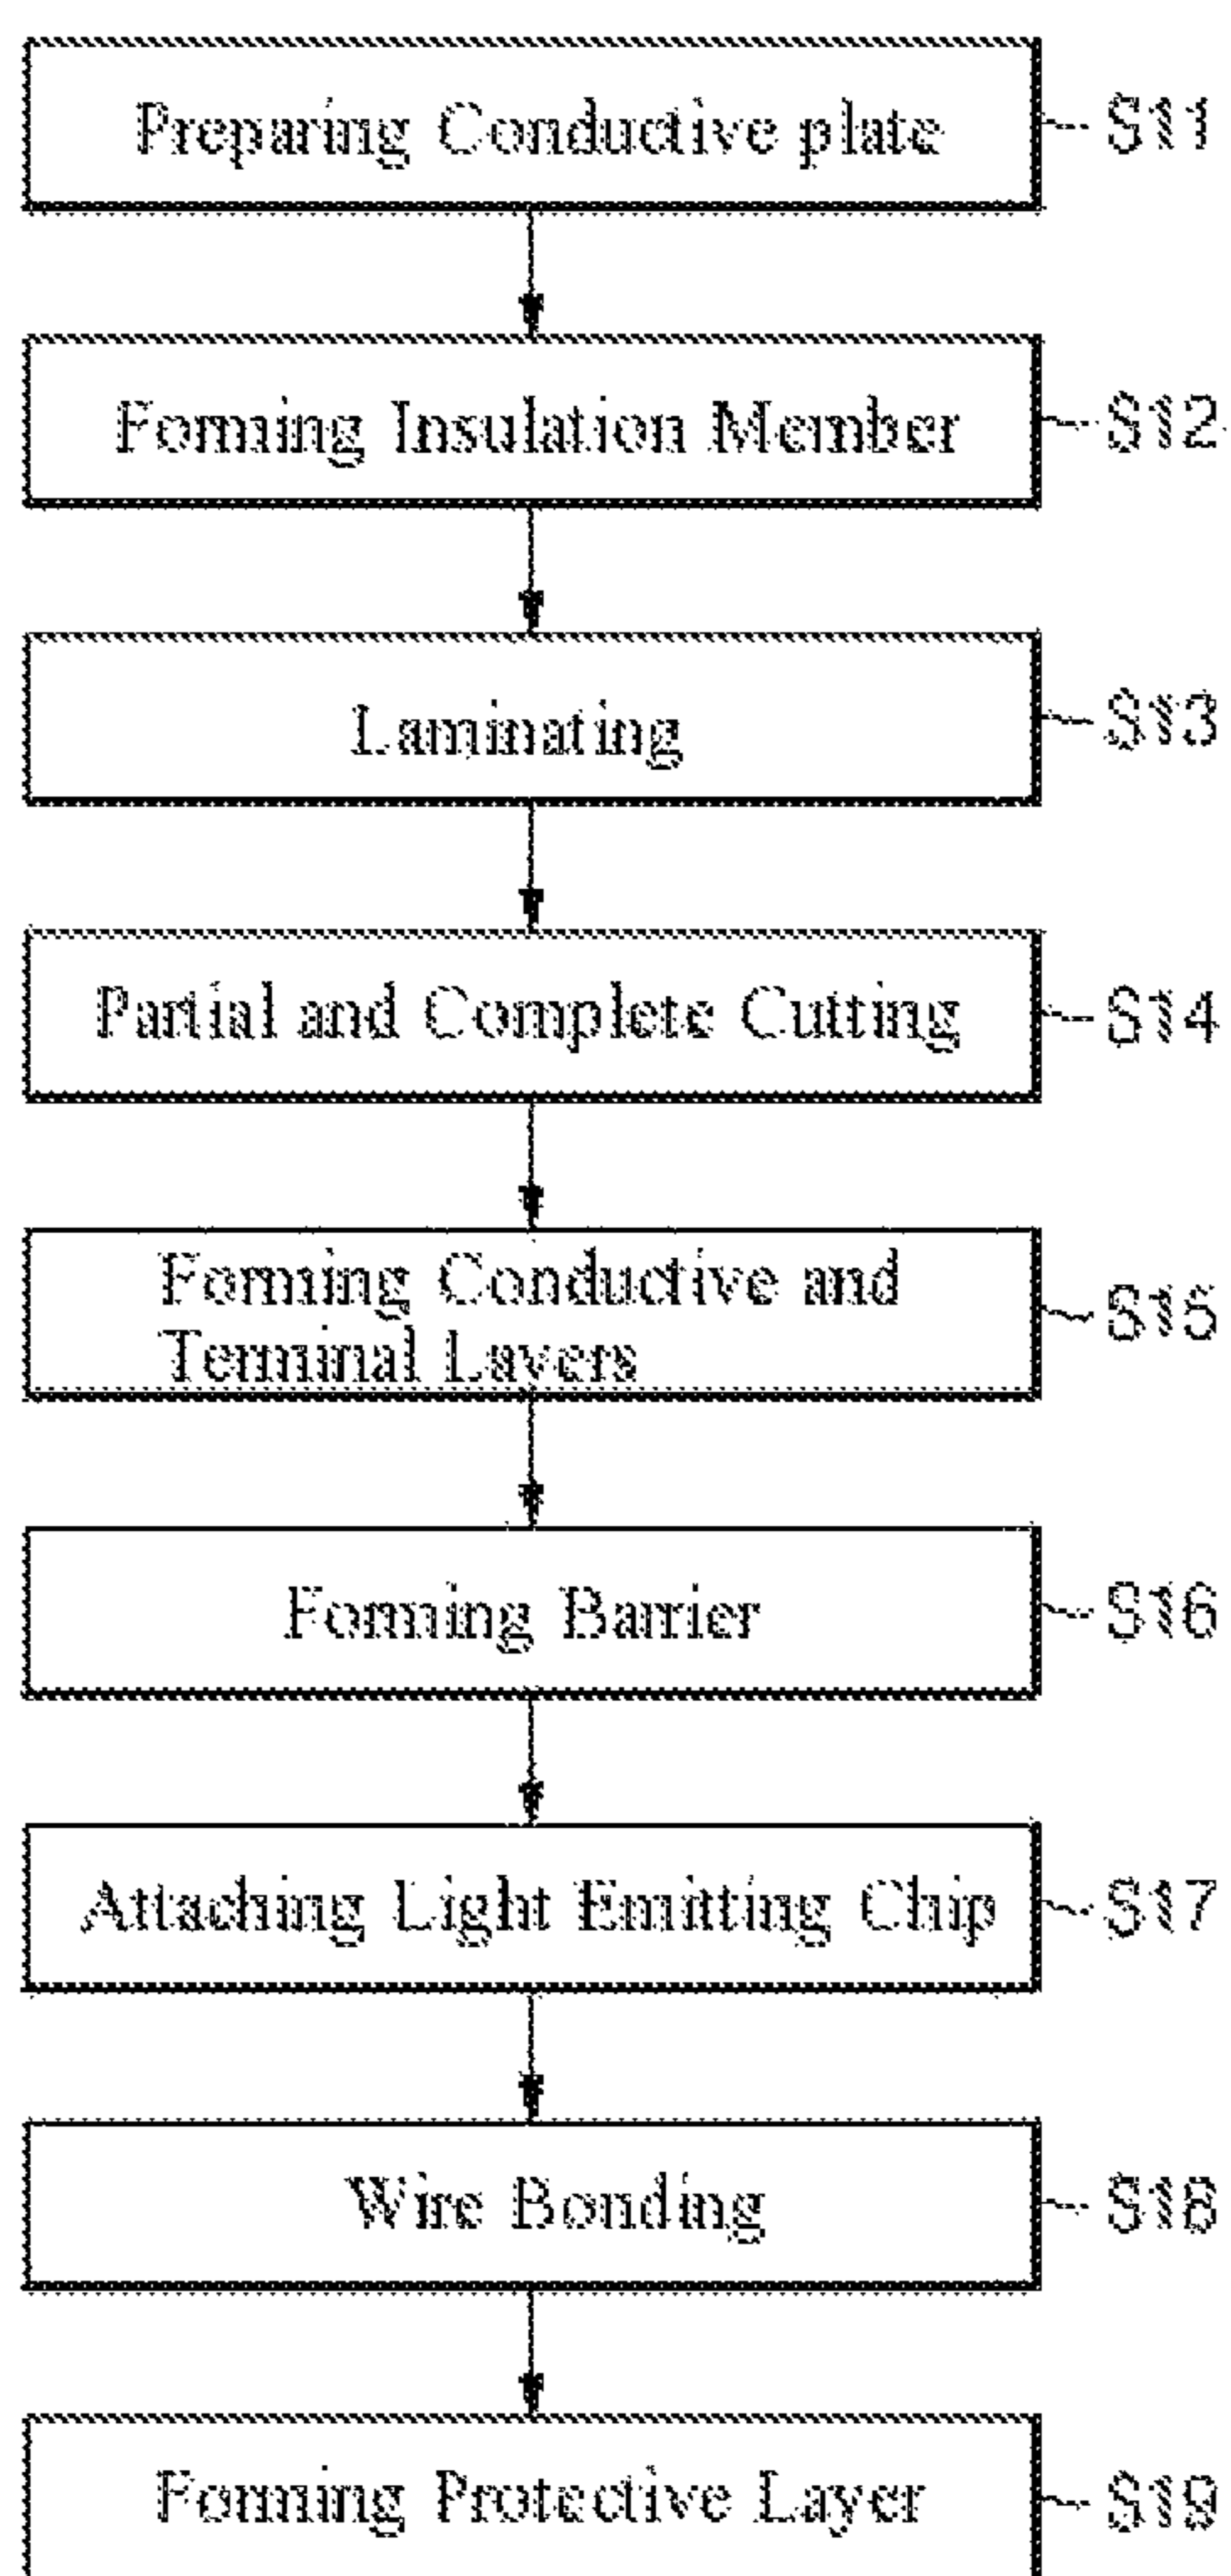 Preparing Conductive plate
S11
Forming Insulation Member
S12
Laminating
S13
Partial and Complete Cutting
S14
Forming Conductive and
Terminal Layers
S15
Forming Barrier
S16
Attaching Light Emitting Chip
S17
Wire Bonding
S18
Forming Protective Layer
S19